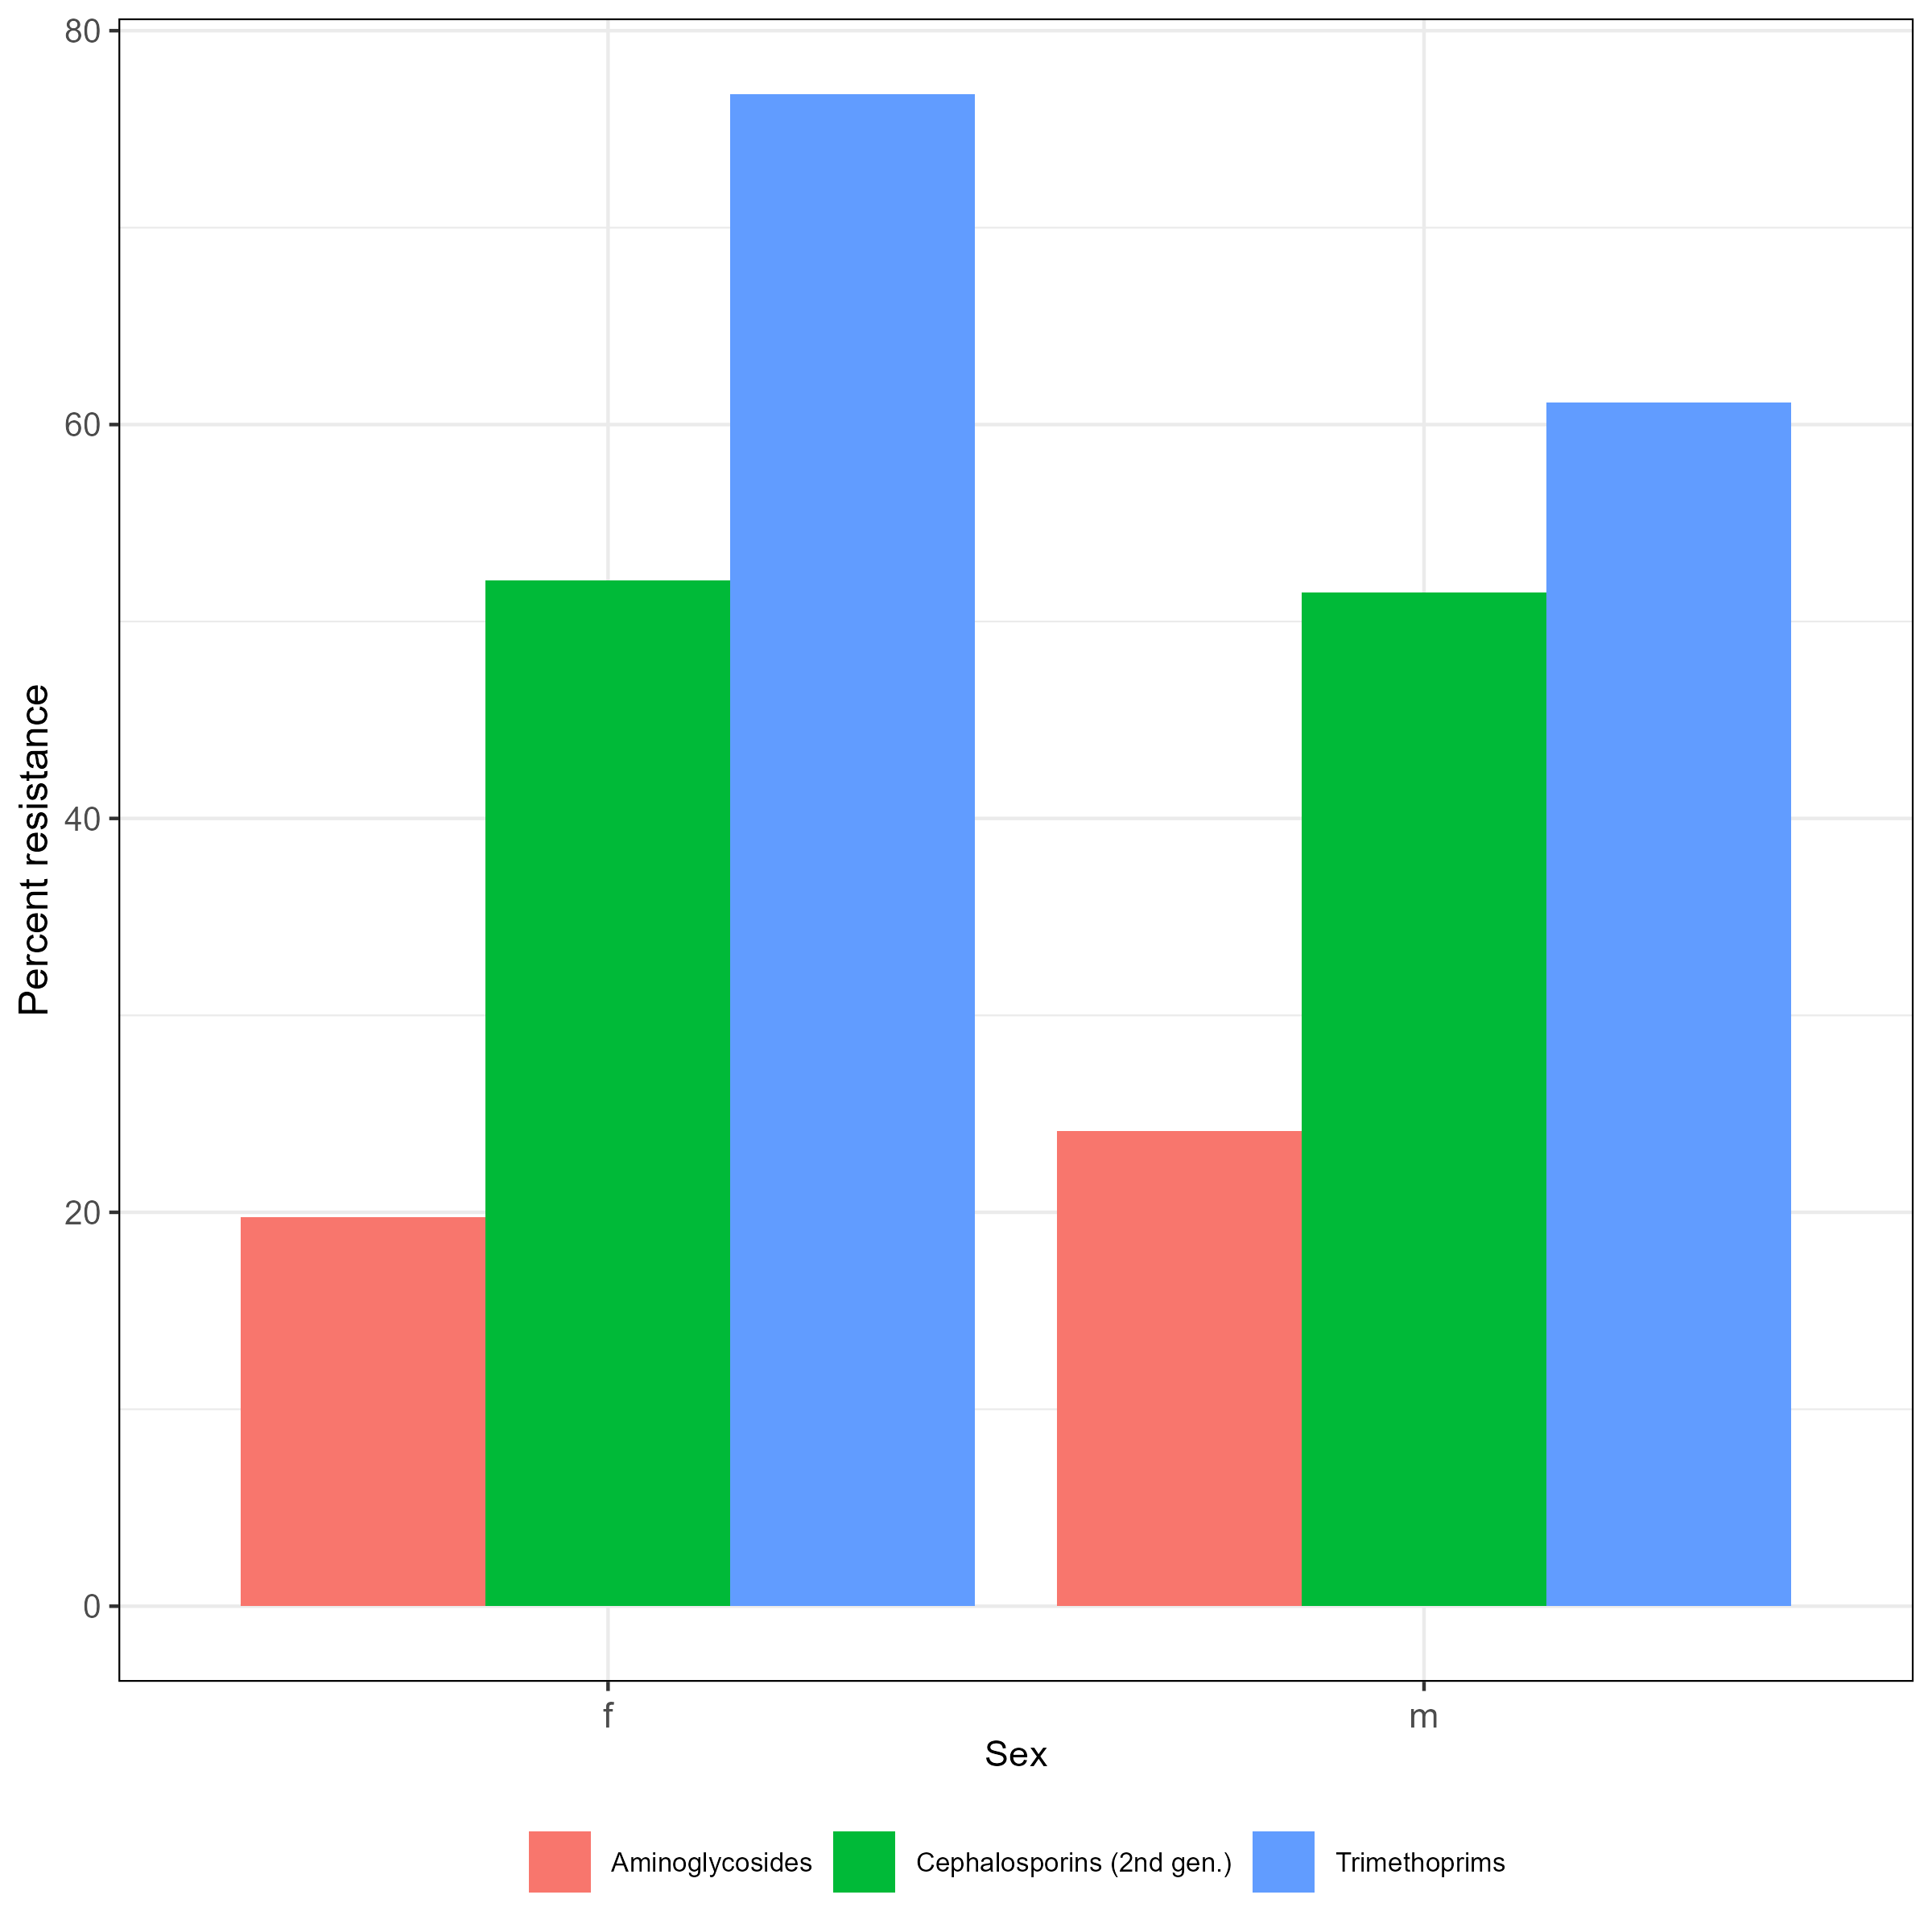 80
60
40
20
0
Percent resistance
f
m
Sex
Aminoglycosides
Cephalosporins (2nd gen.)
Trimethoprims